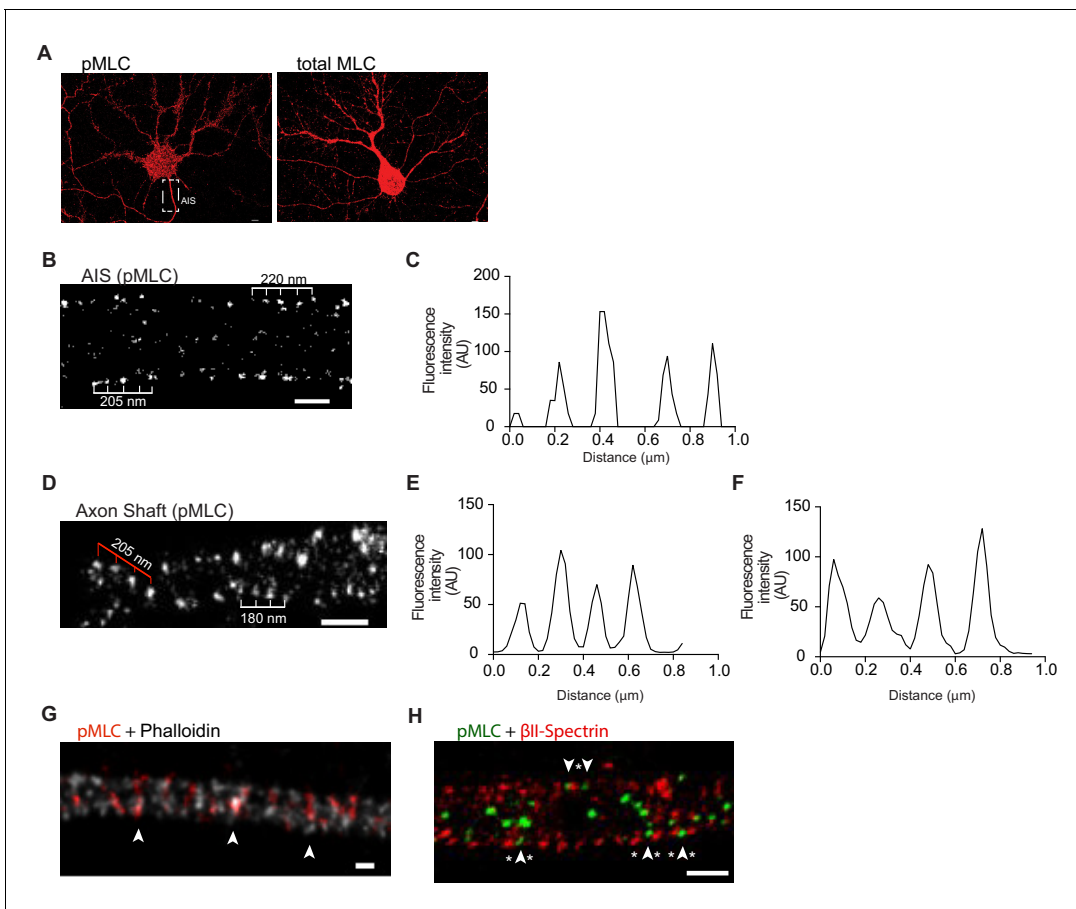 A
pMLC
total MLC
AIS
B
AIS (pMLC)
220 nm
205 nm
C
200
150
100
50
0
Fluorescence
intensity
(AU)
0.0 0.2 0.4 0.6 0.8 1.0
Distance (µm)
D
Axon Shaft (pMLC)
205 nm
180 nm
E
150
100
50
0
Fluorescence
intensity
(AU)
0.0 0.2 0.4 0.6 0.8 1.0
Distance (µm)
F
150
100
50
0
Fluorescence
intensity
(AU)
0.0 0.2 0.4 0.6 0.8 1.0
Distance (µm)
G
pMLC + Phalloidin
H
pMLC + βII-Spectrin
*
* * * * * *